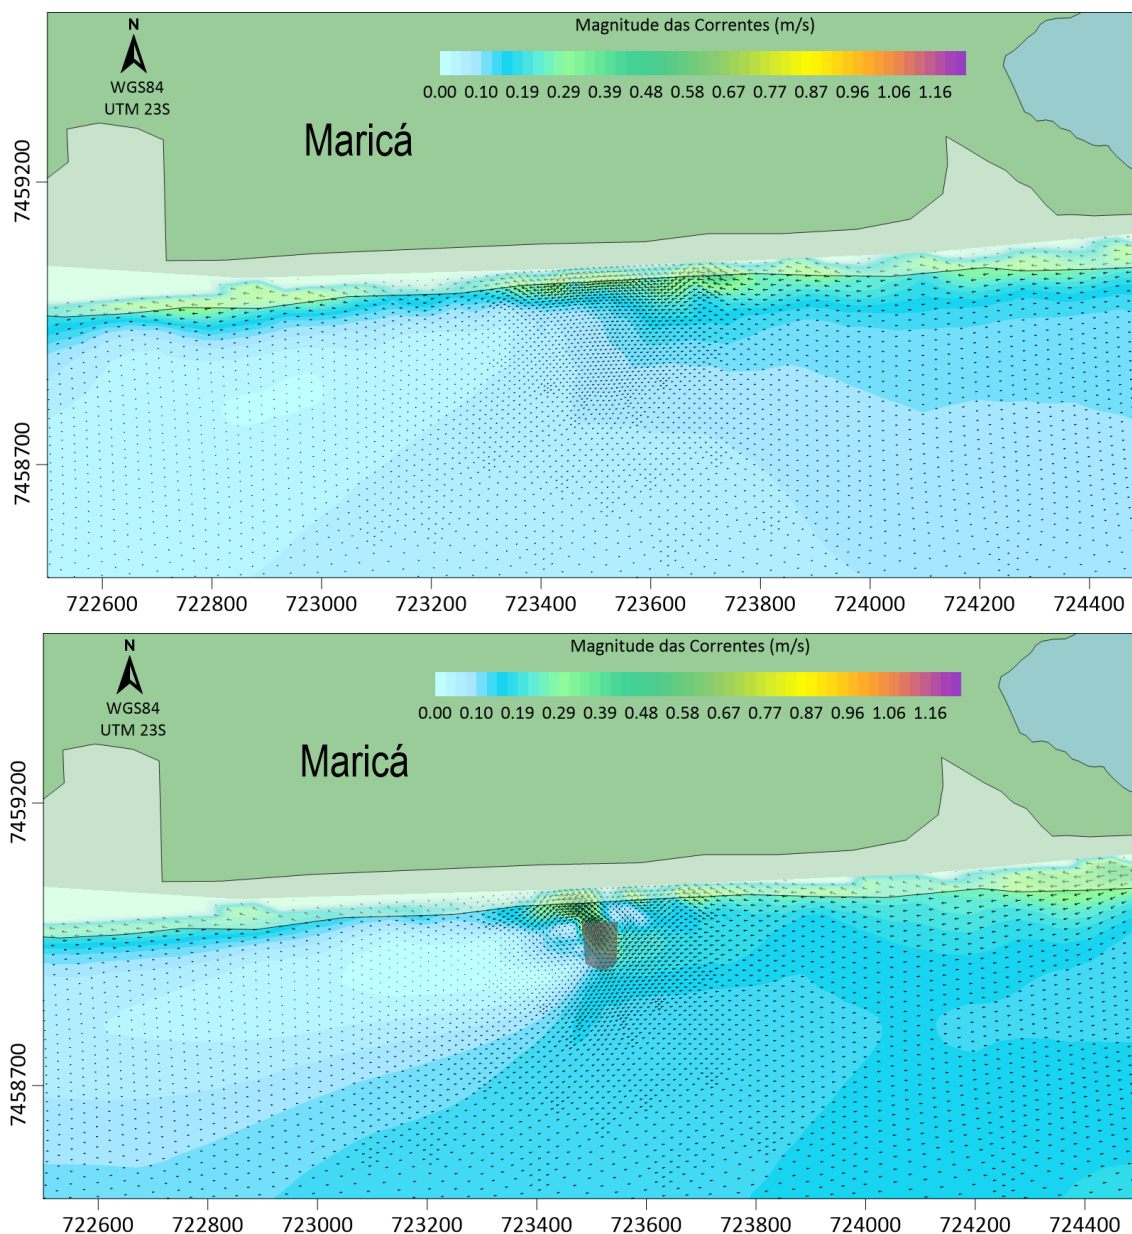 Magnitude das Correntes (m/s)
0.00 0.10 0.19 0.29 0.39 0.48 0.58 0.67 0.77 0.87 0.96 1.06 1.16
N
WGS84
UTM 23S
Maricá
7459200
7458700
722600 722800 723000 723200 723400 723600 723800 724000 724200 724400
Magnitude das Correntes (m/s)
0.00 0.10 0.19 0.29 0.39 0.48 0.58 0.67 0.77 0.87 0.96 1.06 1.16
N
WGS84
UTM 23S
Maricá
7459200
7458700
722600 722800 723000 723200 723400 723600 723800 724000 724200 724400